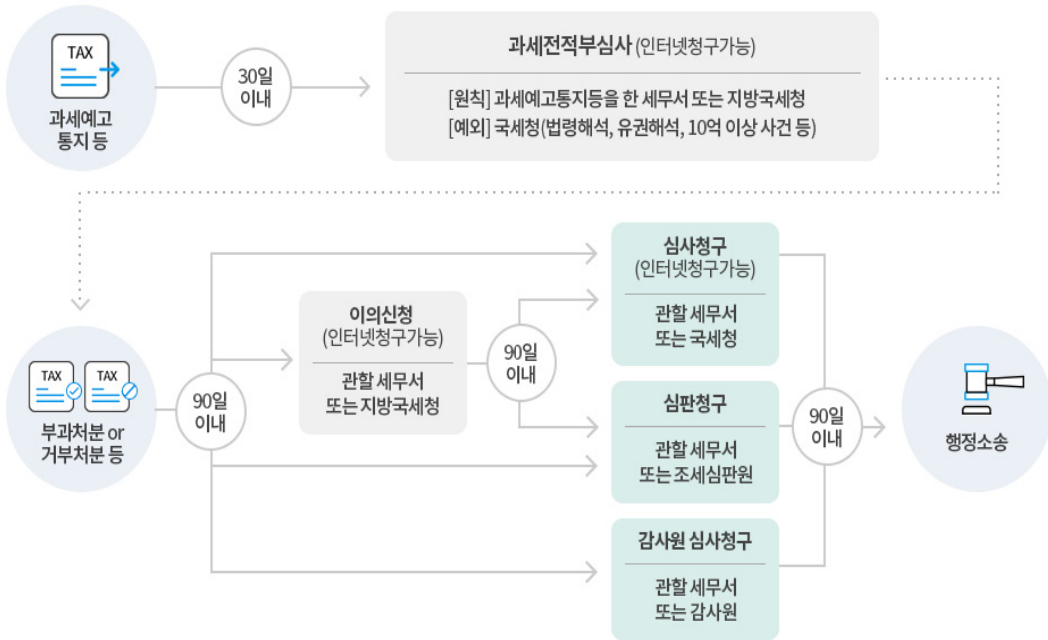 TAX
과세예고
통지 등
30일
이내
과세전적부심사 (인터넷청구가능)
[원칙] 과세예고통지등을 한 세무서 또는 지방국세청
[예외] 국세청(법령해석, 유권해석, 10억 이상 사건 등)
TAX
TAX
부과처분 or
거부처분 등
90일
이내
이의신청
(인터넷청구가능)
관할 세무서
또는 지방국세청
90일
이내
심사청구
(인터넷청구가능)
관할 세무서
또는 국세청
심판청구
관할 세무서
또는 조세심판원
감사원 심사청구
관할 세무서
또는 감사원
90일
이내
행정소송